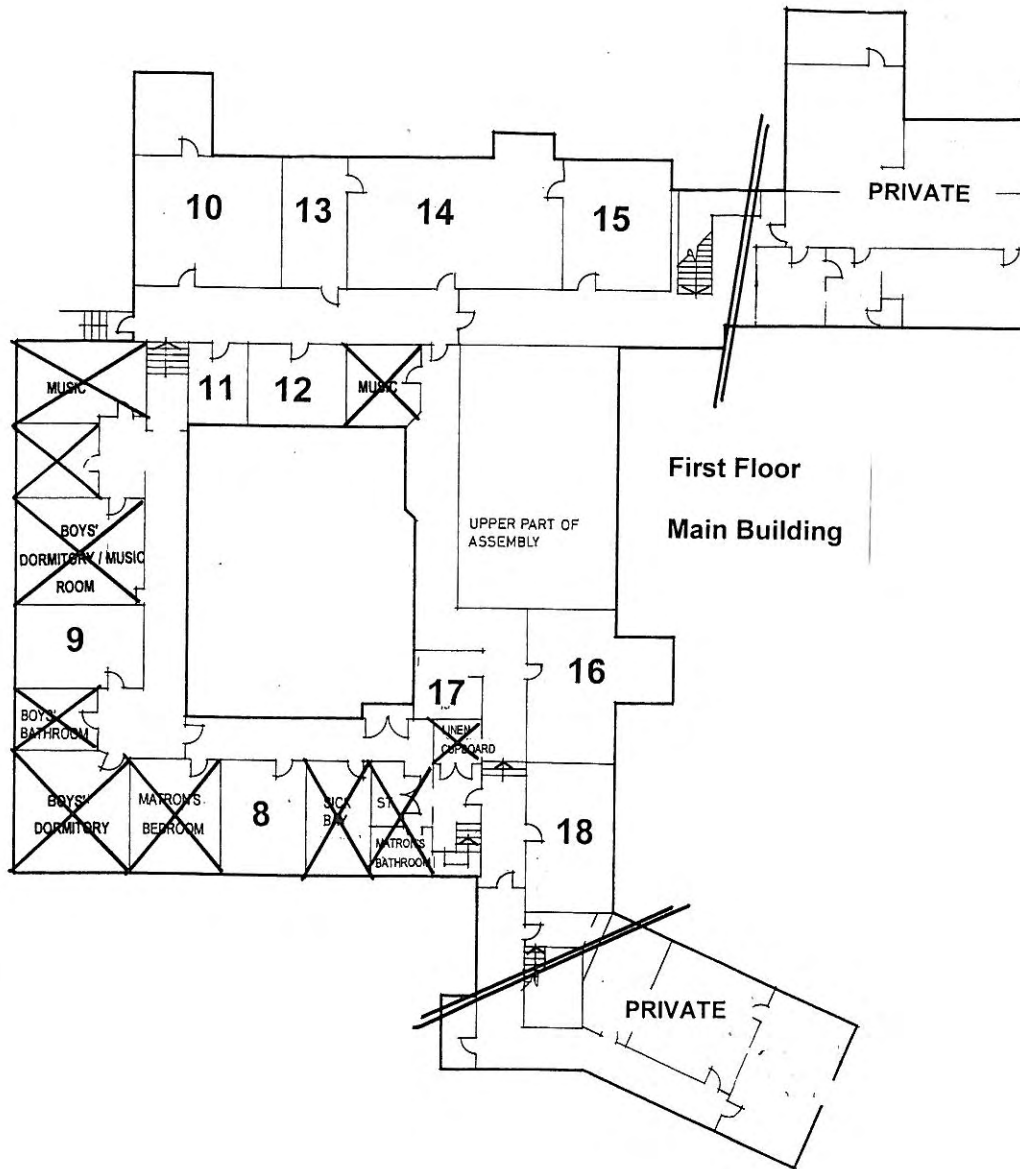 PRIVATE
10
13
14
15
11
12
MUSIC
MUSIC
First Floor
Main Building
UPPER PART OF
ASSEMBLY
BOYS'
DORMITORY / MUSIC
ROOM
9
16
17
BOYS'
BATHROOM
LINEN
CUPBOARD
BOYS'
DORMITORY
MATRON'S
BEDROOM
8
SICK
BAY
ST
MATRON'S
BATHROOM
18
PRIVATE